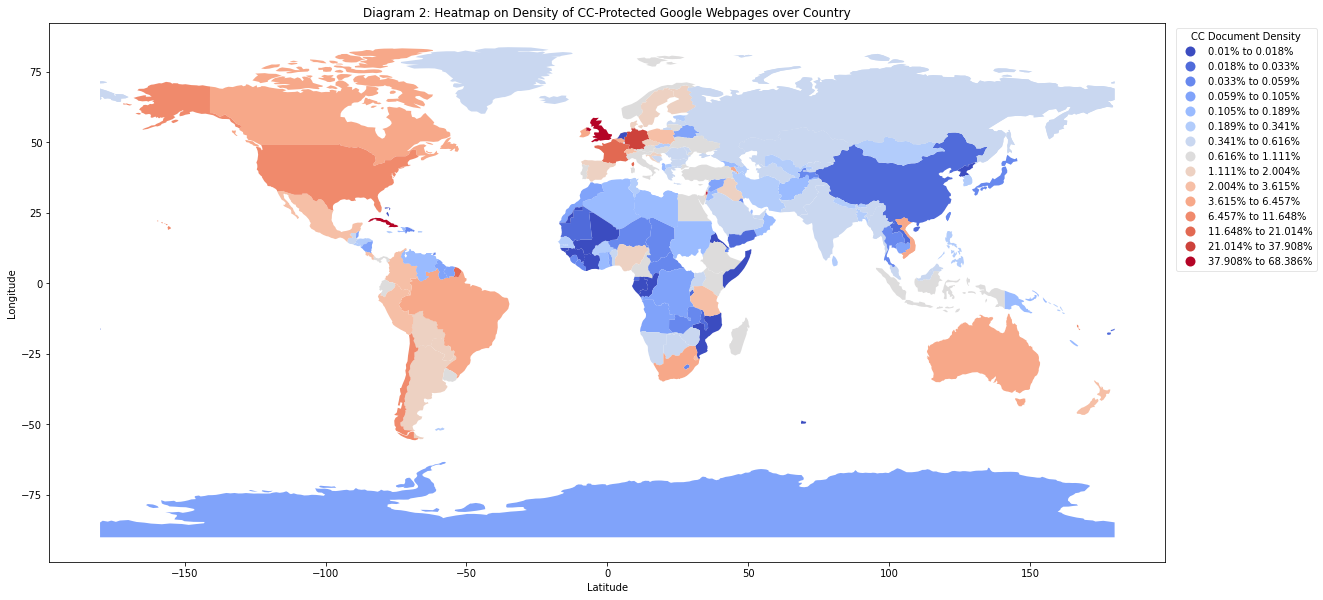 Diagram 2: Heatmap on Density of CC-Protected Google Webpages over Country
CC Document Density
0.01% to 0.018%
0.018% to 0.033%
0.033% to 0.059%
0.059% to 0.105%
0.105% to 0.189%
0.189% to 0.341%
0.341% to 0.616%
0.616% to 1.111%
1.111% to 2.004%
2.004% to 3.615%
3.615% to 6.457%
6.457% to 11.648%
11.648% to 21.014%
21.014% to 37.908%
37.908% to 68.386%
Longitude
75
50
25
0
−25
−50
−75
−150
−100
−50
0
50
100
150
Latitude